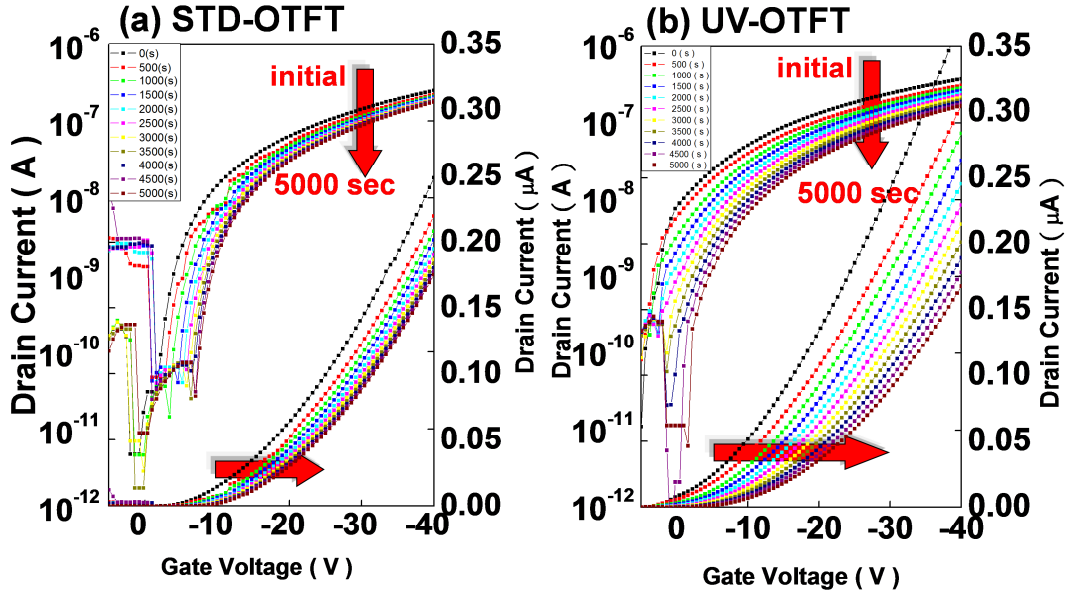 (a) STD-OTFT
10^-6
10^-7
10^-8
10^-9
10^-10
10^-11
10^-12
Drain Current ( A )
0(s)
500(s)
1000(s)
1500(s)
2000(s)
2500(s)
3000(s)
3500(s)
4000(s)
4500(s)
5000(s)
initial
5000 sec
0.35
0.30
0.25
0.20
0.15
0.10
0.05
0.00
Drain Current ( µA )
0
-10
-20
-30
-40
Gate Voltage ( V )
(b) UV-OTFT
10^-6
10^-7
10^-8
10^-9
10^-10
10^-11
10^-12
Drain Current ( A )
0 ( s )
500 ( s )
1000 ( s )
1500 ( s )
2000 ( s )
2500 ( s )
3000 ( s )
3500 ( s )
4000 ( s )
4500 ( s )
5000 ( s )
initial
5000 sec
0.35
0.30
0.25
0.20
0.15
0.10
0.05
0.00
Drain Current ( µA )
0
-10
-20
-30
-40
Gate Voltage ( V )